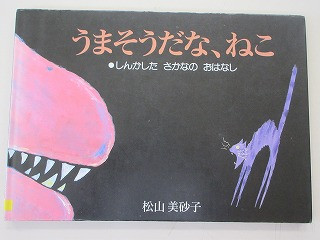 うまそうだな、ねこ
●しんかした さかなの おはなし
松山 美砂子